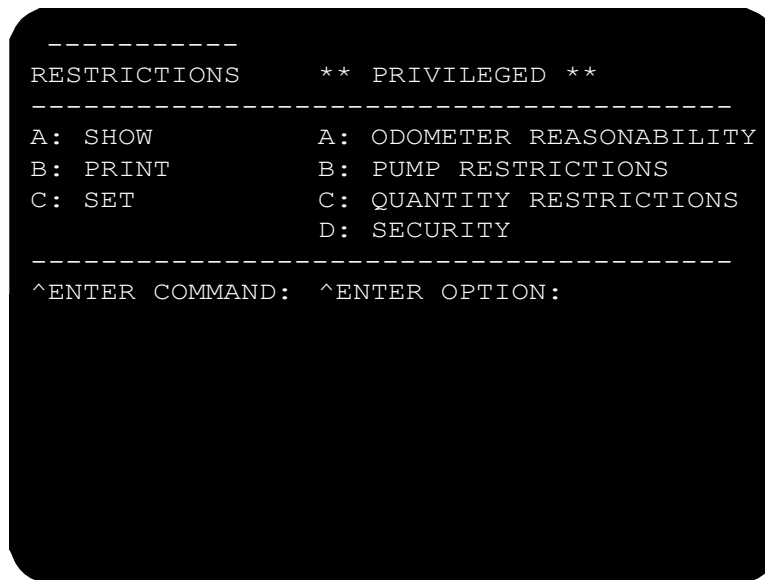 -----------
RESTRICTIONS ** PRIVILEGED **
----------------------------------------
A: SHOW A: ODOMETER REASONABILITY
B: PRINT B: PUMP RESTRICTIONS
C: SET C: QUANTITY RESTRICTIONS
D: SECURITY
----------------------------------------
^ENTER COMMAND: ^ENTER OPTION: